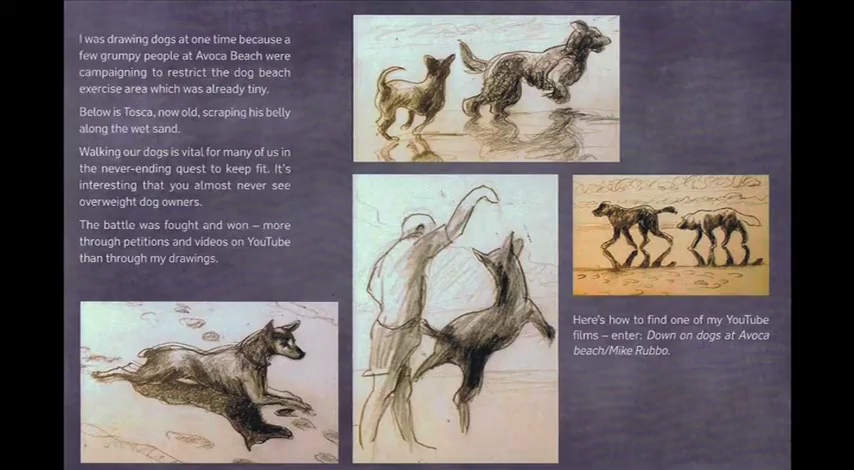 I was drawing dogs at one time because a
few grumpy people at Avoca Beach were
campaigning to restrict the dog beach
exercise area which was already tiny.
Below is Tosca, now old, scraping his belly
along the wet sand.
Walking our dogs is vital for many of us in
the never-ending quest to keep fit. It's
interesting that you almost never see
overweight dog owners.
The battle was fought and won – more
through petitions and videos on YouTube
than through my drawings.
Here's how to find one of my YouTube
films – enter: Down on dogs at Avoca
beach/Mike Rubbo.